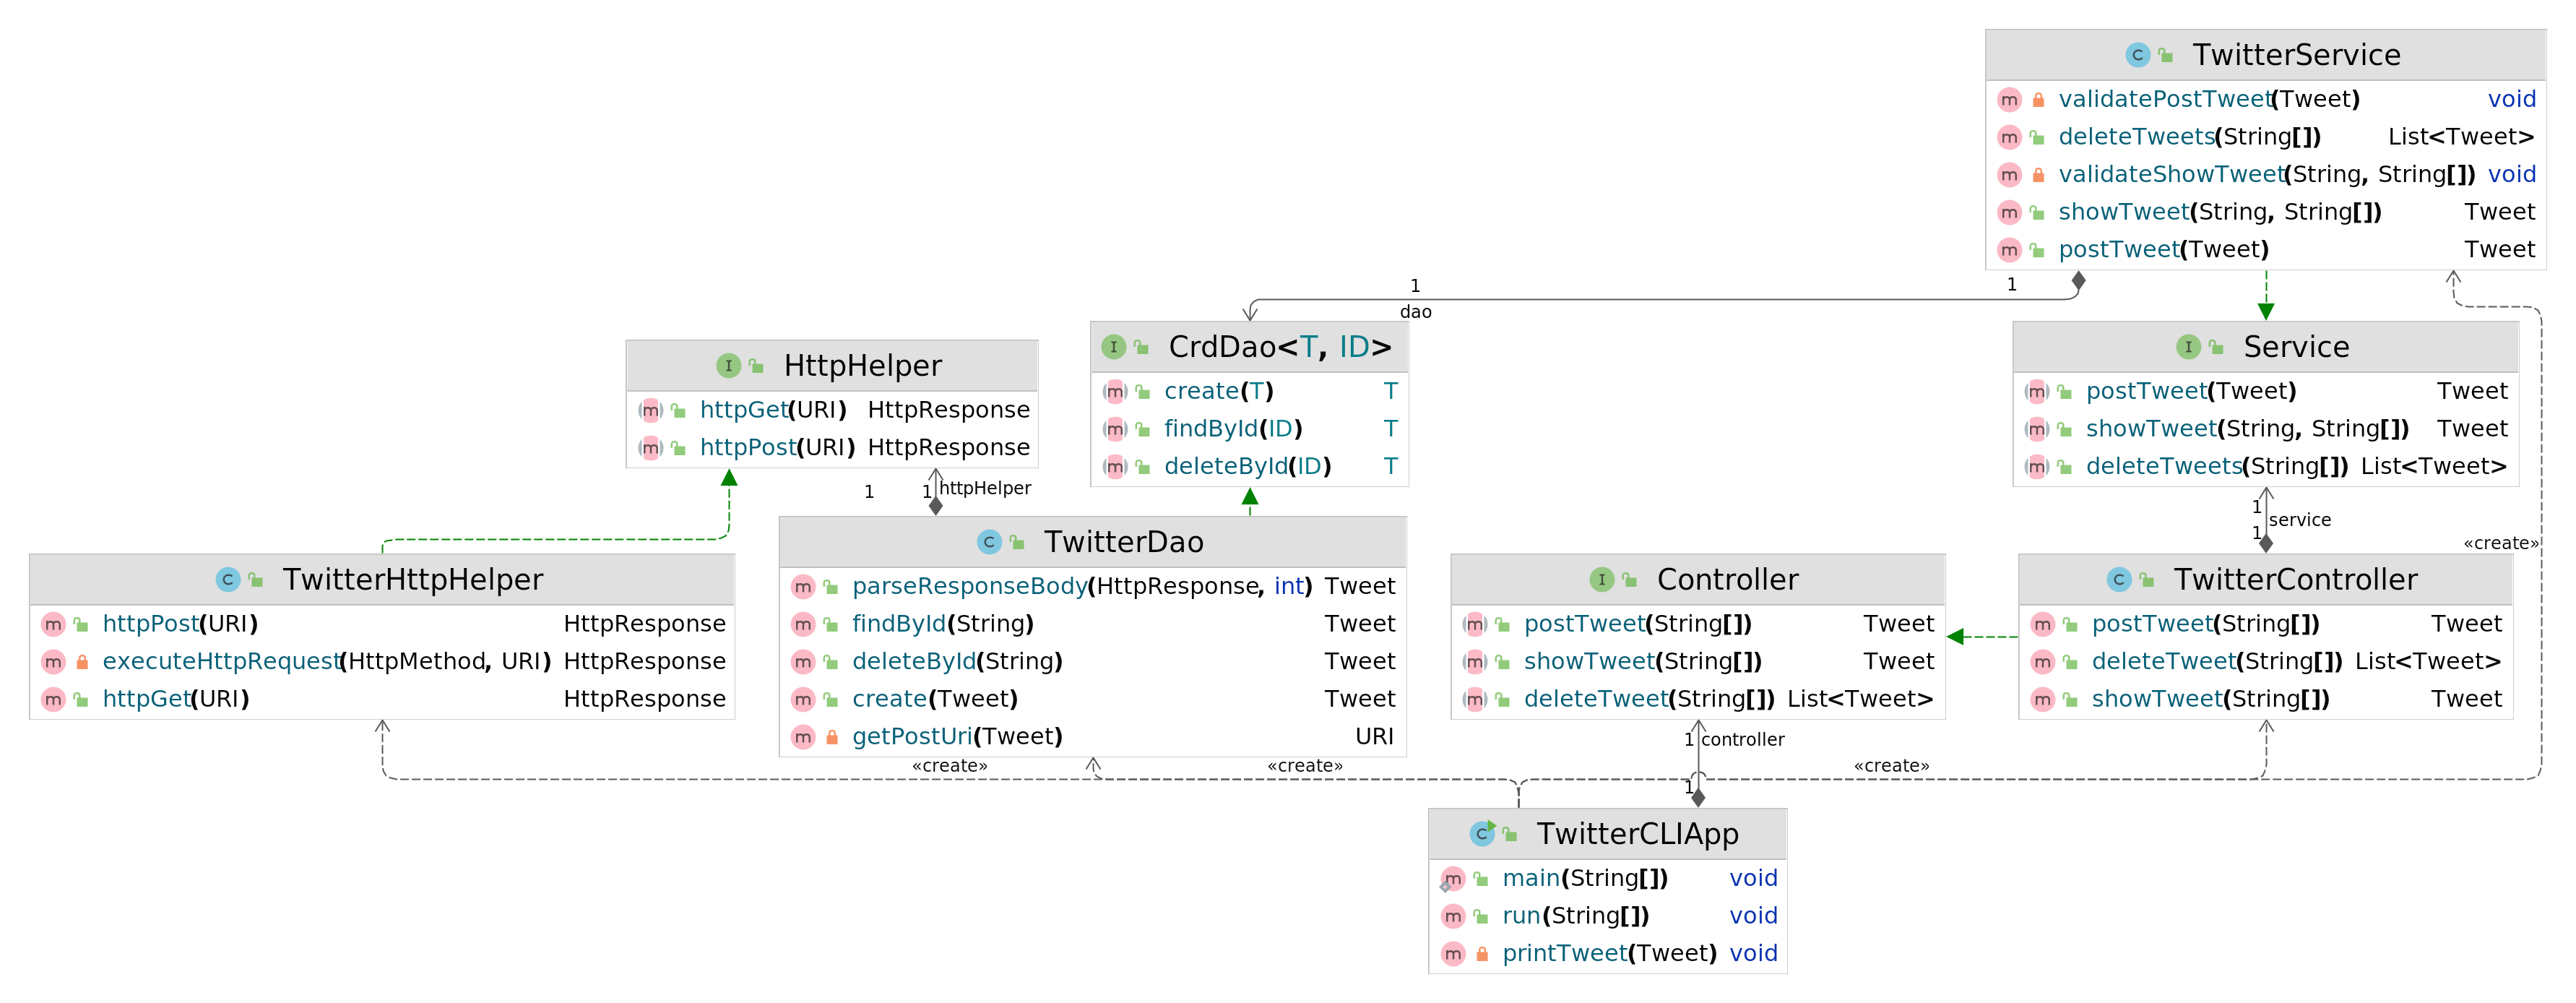 TwitterService
validatePostTweet(Tweet) void
deleteTweets(String[]) List<Tweet>
validateShowTweet(String, String[]) void
showTweet(String, String[]) Tweet
postTweet(Tweet) Tweet
1
dao
1
HttpHelper
httpGet(URI) HttpResponse
httpPost(URI) HttpResponse
CrdDao<T, ID>
create(T) T
findById(ID) T
deleteById(ID) T
Service
postTweet(Tweet) Tweet
showTweet(String, String[]) Tweet
deleteTweets(String[]) List<Tweet>
1
1
httpHelper
1
service
1
«create»
TwitterHttpHelper
httpPost(URI) HttpResponse
executeHttpRequest(HttpMethod, URI) HttpResponse
httpGet(URI) HttpResponse
TwitterDao
parseResponseBody(HttpResponse, int) Tweet
findById(String) Tweet
deleteById(String) Tweet
create(Tweet) Tweet
getPostUri(Tweet) URI
Controller
postTweet(String[]) Tweet
showTweet(String[]) Tweet
deleteTweet(String[]) List<Tweet>
TwitterController
postTweet(String[]) Tweet
deleteTweet(String[]) List<Tweet>
showTweet(String[]) Tweet
1
controller
«create»
«create»
«create»
1
TwitterCLIApp
C
main(String[]) void
run(String[]) void
printTweet(Tweet) void